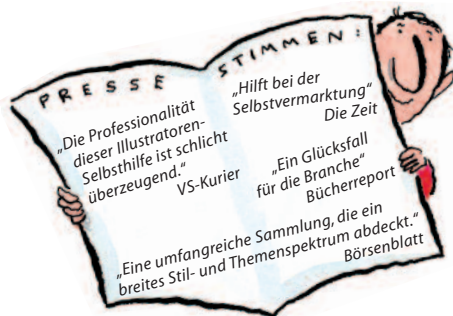 PRESSE STIMMEN:
„Die Professionalität
dieser Illustratoren-
Selbsthilfe ist schlicht
überzeugend.“
VS-Kurier
„Hilft bei der
Selbstvermarktung“
Die Zeit
„Ein Glücksfall
für die Branche“
Bücherreport
„Eine umfangreiche Sammlung, die ein
breites Stil- und Themenspektrum abdeckt.“
Börsenblatt